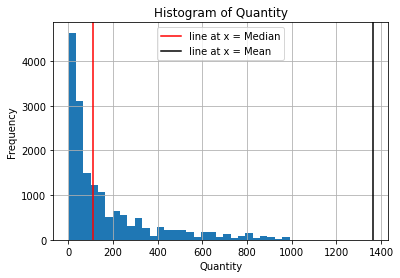 Histogram of Quantity
line at x = Median
line at x = Mean
4000
3000
2000
1000
0
Frequency
0 200 400 600 800 1000 1200 1400
Quantity